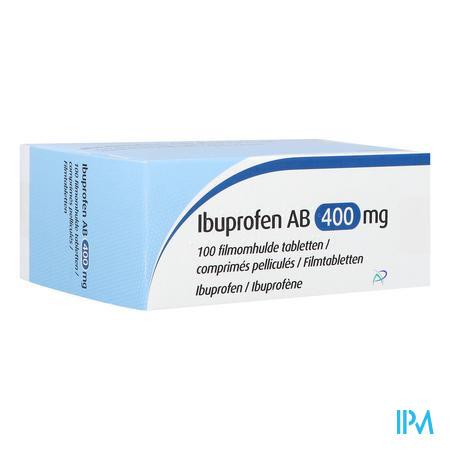 Ibuprofen AB 400 mg
100 filmomhulde tabletten /
comprimés pelliculés / Filmtabletten
Ibuprofen / Ibuprofène
Ibuprofen AB 400 mg
100 filmomhulde tabletten /
comprimés pelliculés /
Filmtabletten
IPM